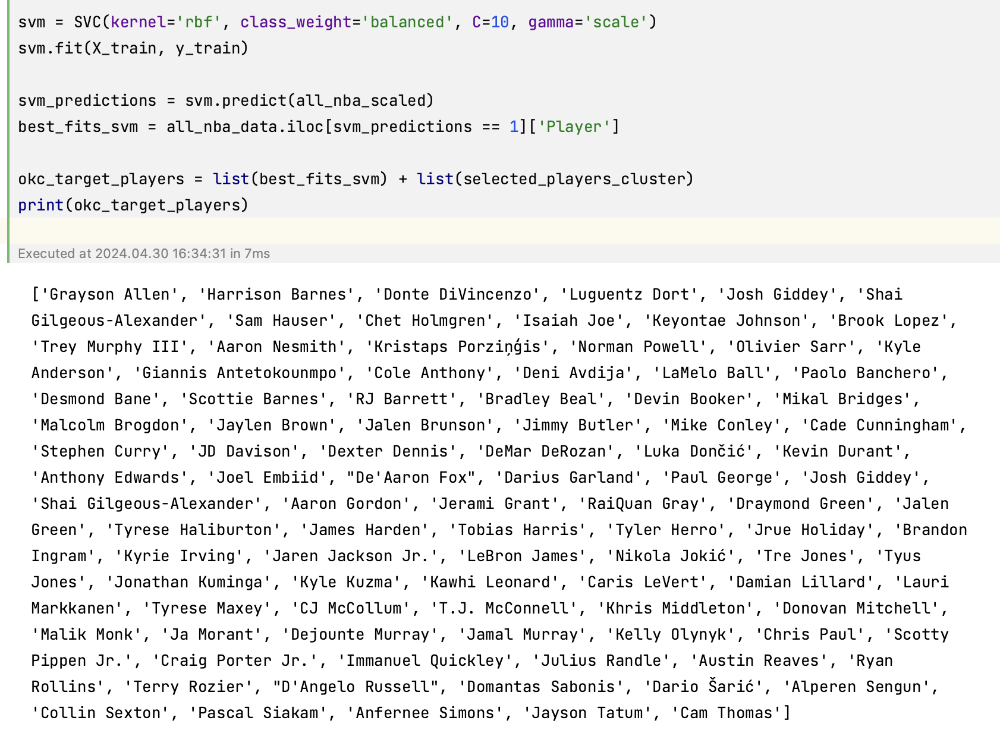 svm = SVC(kernel='rbf', class_weight='balanced', C=10, gamma='scale')
svm.fit(X_train, y_train)
svm_predictions = svm.predict(all_nba_scaled)
best_fits_svm = all_nba_data.iloc[svm_predictions == 1]['Player']
okc_target_players = list(best_fits_svm) + list(selected_players_cluster)
print(okc_target_players)
Executed at 2024.04.30 16:34:31 in 7ms
['Grayson Allen', 'Harrison Barnes', 'Donte DiVincenzo', 'Luguentz Dort', 'Josh Giddey', 'Shai
Gilgeous-Alexander', 'Sam Hauser', 'Chet Holmgren', 'Isaiah Joe', 'Keyontae Johnson', 'Brook Lopez',
'Trey Murphy III', 'Aaron Nesmith', 'Kristaps Porziņģis', 'Norman Powell', 'Olivier Sarr', 'Kyle
Anderson', 'Giannis Antetokounmpo', 'Cole Anthony', 'Deni Avdija', 'LaMelo Ball', 'Paolo Banchero',
'Desmond Bane', 'Scottie Barnes', 'RJ Barrett', 'Bradley Beal', 'Devin Booker', 'Mikal Bridges',
'Malcolm Brogdon', 'Jaylen Brown', 'Jalen Brunson', 'Jimmy Butler', 'Mike Conley', 'Cade Cunningham',
'Stephen Curry', 'JD Davison', 'Dexter Dennis', 'DeMar DeRozan', 'Luka Dončić', 'Kevin Durant',
'Anthony Edwards', 'Joel Embiid', "De'Aaron Fox", 'Darius Garland', 'Paul George', 'Josh Giddey',
'Shai Gilgeous-Alexander', 'Aaron Gordon', 'Jerami Grant', 'RaiQuan Gray', 'Draymond Green', 'Jalen
Green', 'Tyrese Haliburton', 'James Harden', 'Tobias Harris', 'Tyler Herro', 'Jrue Holiday', 'Brandon
Ingram', 'Kyrie Irving', 'Jaren Jackson Jr.', 'LeBron James', 'Nikola Jokić', 'Tre Jones', 'Tyus
Jones', 'Jonathan Kuminga', 'Kyle Kuzma', 'Kawhi Leonard', 'Caris LeVert', 'Damian Lillard', 'Lauri
Markkanen', 'Tyrese Maxey', 'CJ McCollum', 'T.J. McConnell', 'Khris Middleton', 'Donovan Mitchell',
'Malik Monk', 'Ja Morant', 'Dejounte Murray', 'Jamal Murray', 'Kelly Olynyk', 'Chris Paul', 'Scotty
Pippen Jr.', 'Craig Porter Jr.', 'Immanuel Quickley', 'Julius Randle', 'Austin Reaves', 'Ryan
Rollins', 'Terry Rozier', "D'Angelo Russell", 'Domantas Sabonis', 'Dario Šarić', 'Alperen Sengun',
'Collin Sexton', 'Pascal Siakam', 'Anfernee Simons', 'Jayson Tatum', 'Cam Thomas']